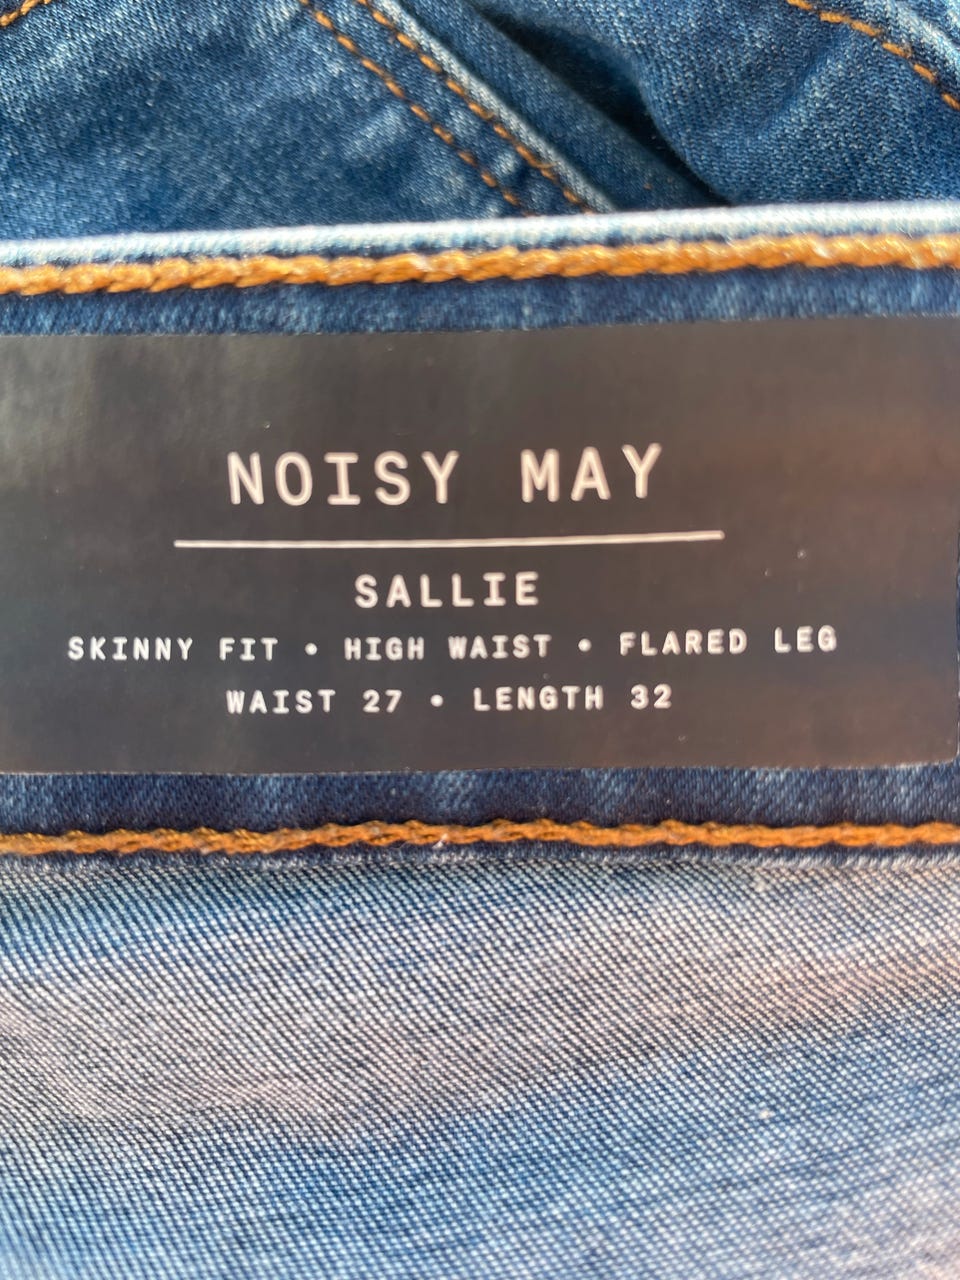 NOISY MAY
SALLIE
SKINNY FIT • HIGH WAIST • FLARED LEG
WAIST 27 • LENGTH 32